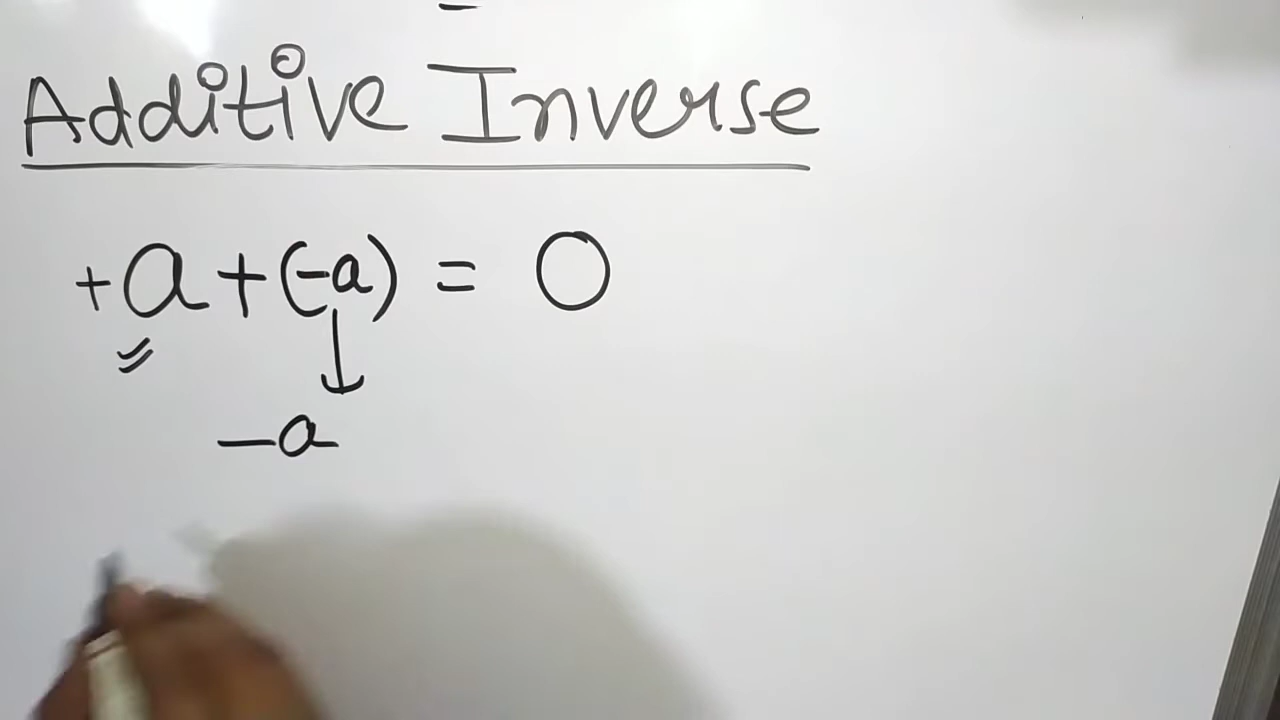 Additive Inverse
+a + (-a) = 0
-a